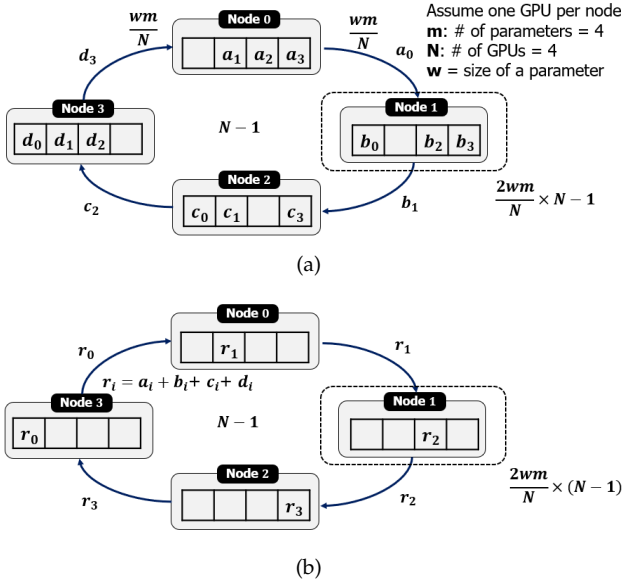 Assume one GPU per node
m: # of parameters = 4
N: # of GPUs = 4
w = size of a parameter
wm/N
d₃
Node 0
a₁ a₂ a₃
wm/N
a₀
Node 3
d₀ d₁ d₂
N − 1
Node 1
b₀ b₂ b₃
Node 2
c₀ c₁ c₃
c₂
b₁
2wm/N × N − 1
(a)
Node 0
r₁
r₀
r₁
rᵢ = aᵢ + bᵢ + cᵢ + dᵢ
Node 3
r₀
N − 1
Node 1
r₂
Node 2
r₃
r₃
r₂
2wm/N × (N − 1)
(b)